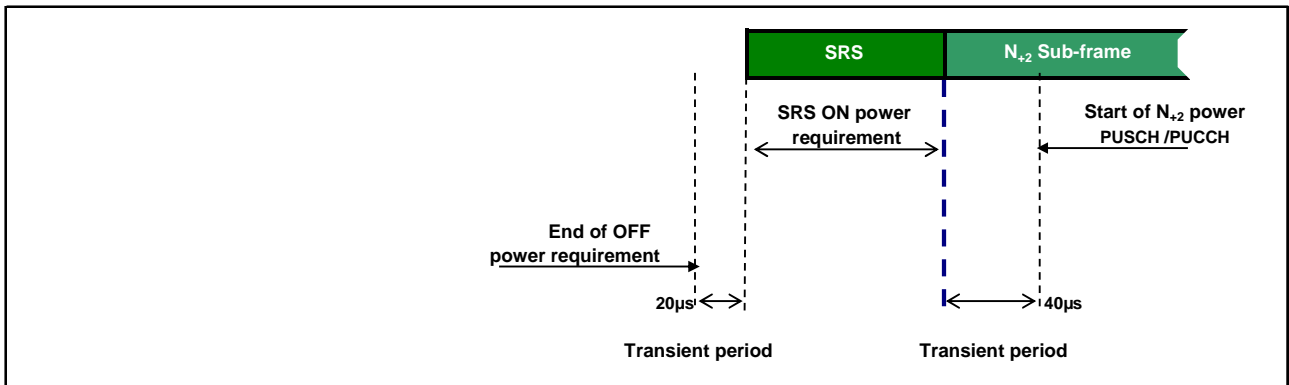 SRS
N+2 Sub-frame
SRS ON power
requirement
Start of N+2 power
PUSCH /PUCCH
End of OFF
power requirement
20µs
40µs
Transient period
Transient period